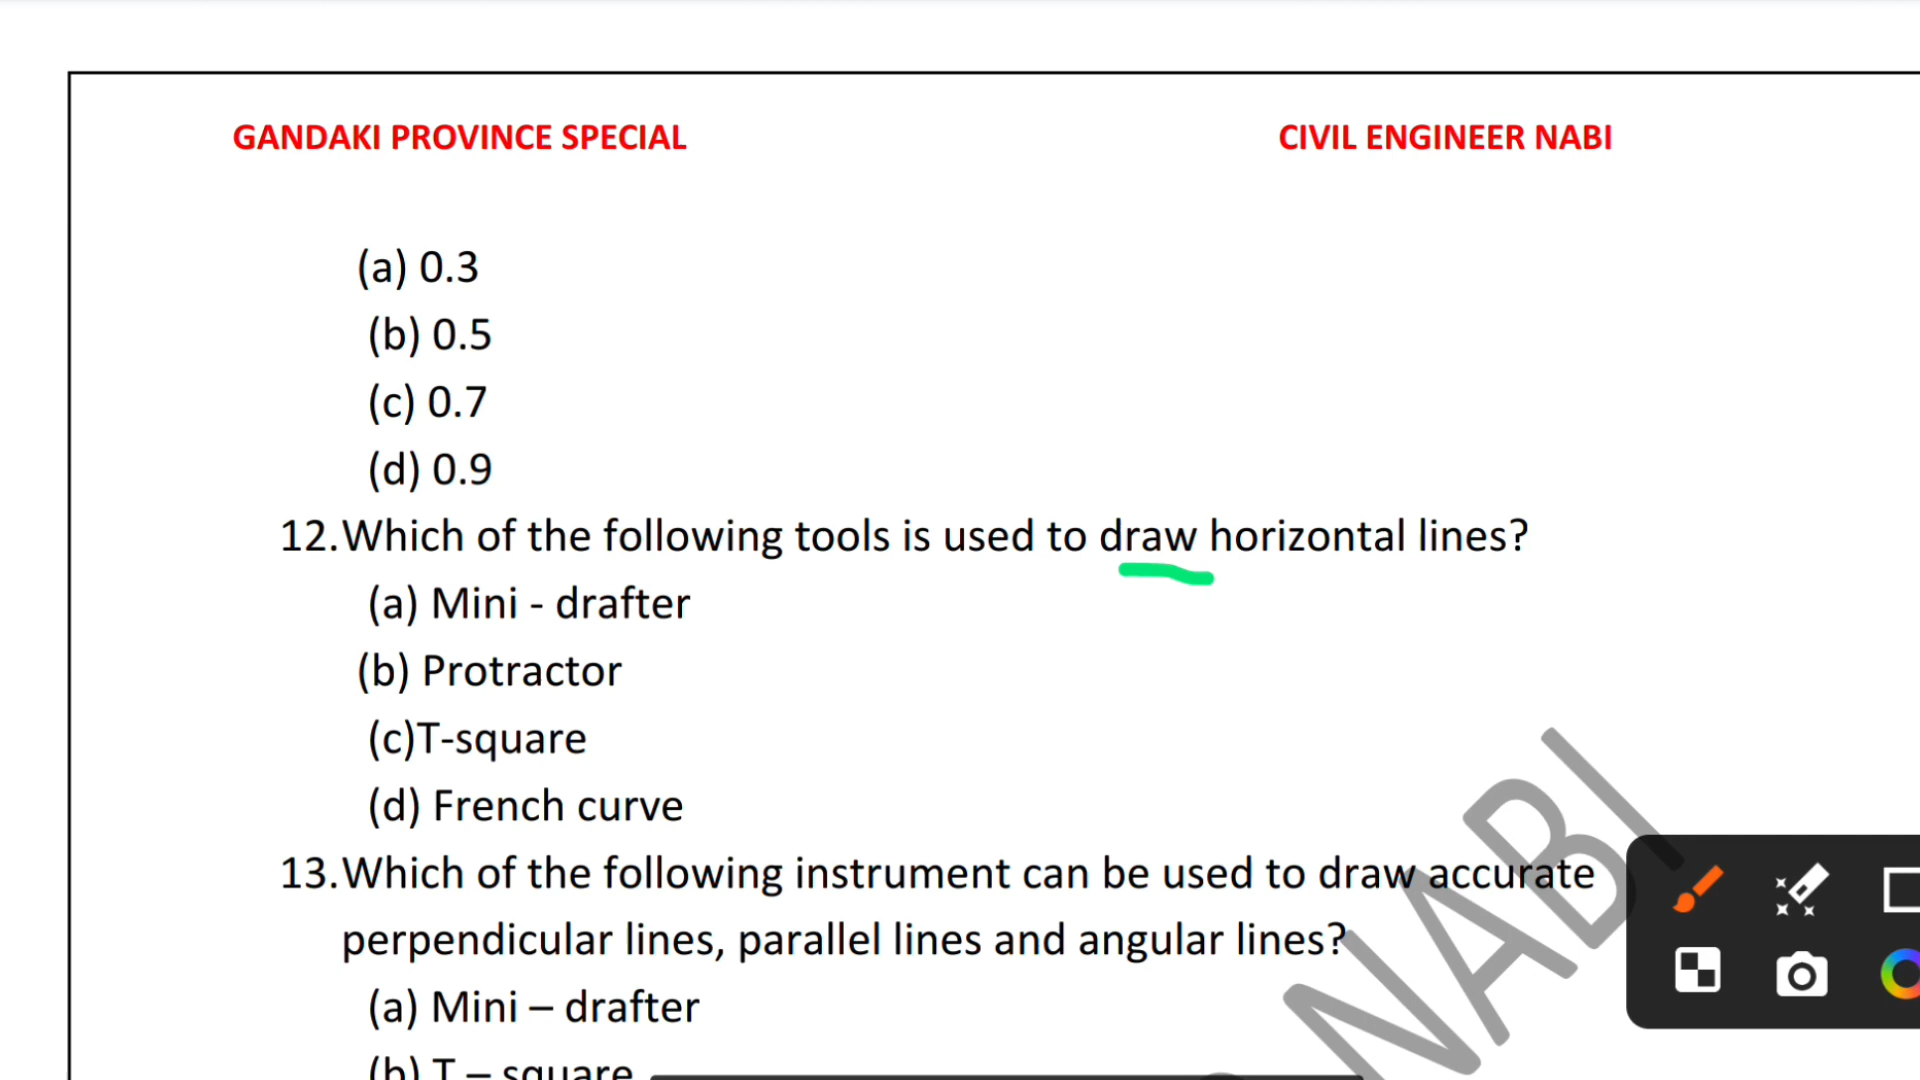 GANDAKI PROVINCE SPECIAL CIVIL ENGINEER NABI
(a) 0.3
(b) 0.5
(c) 0.7
(d) 0.9
12.Which of the following tools is used to draw horizontal lines?
(a) Mini - drafter
(b) Protractor
(c)T-square
(d) French curve
13.Which of the following instrument can be used to draw accurate
perpendicular lines, parallel lines and angular lines?
(a) Mini – drafter
(b) T – square
NABI